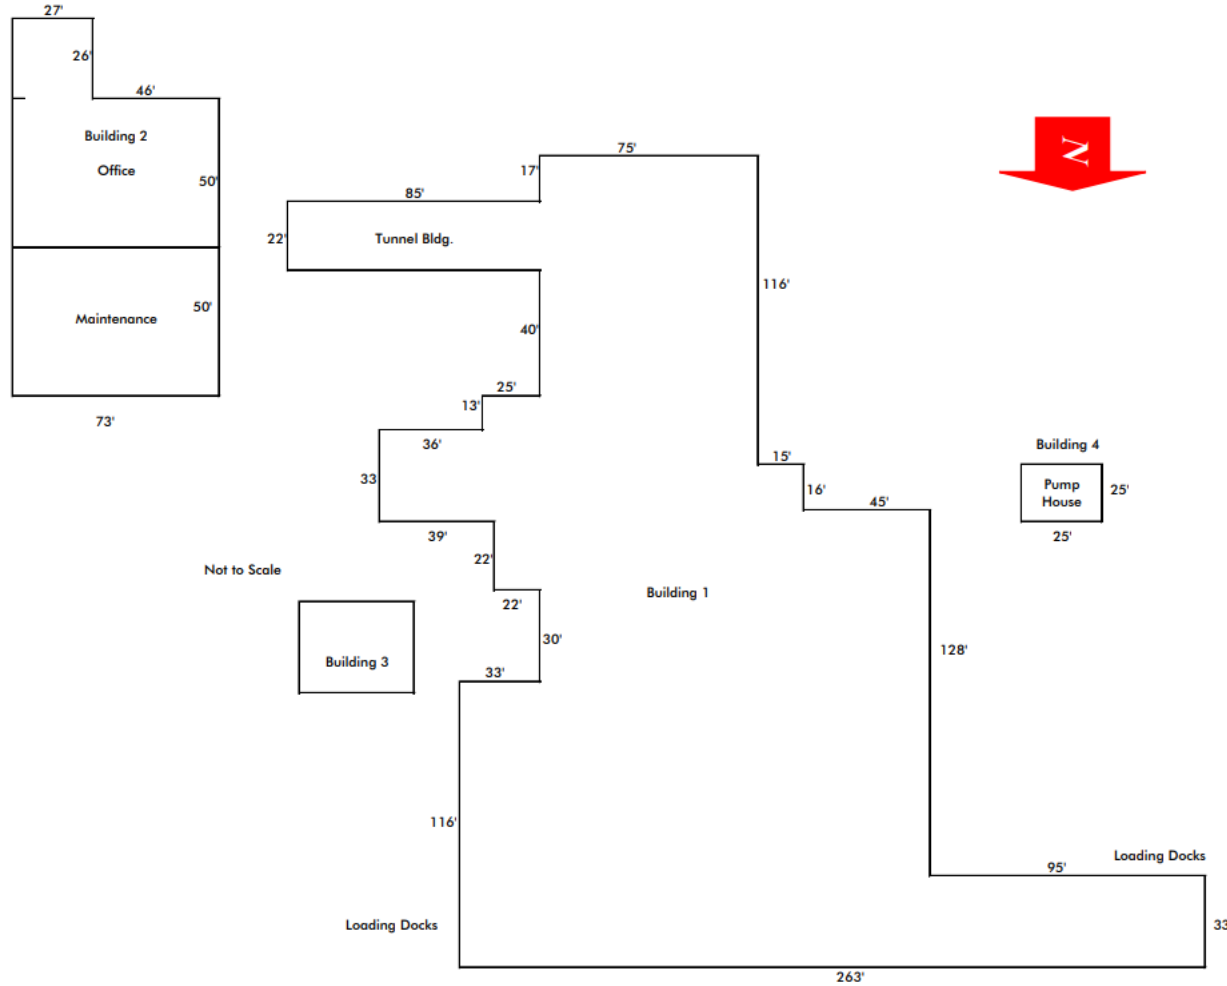 27'
26'
46'
Building 2
Office
50'
Maintenance
50'
73'
75'
17'
85'
22'
Tunnel Bldg.
116'
40'
25'
13'
36'
33
39'
22'
22'
30'
33'
116'
Loading Docks
263'
15'
16'
45'
Building 1
128'
95'
Loading Docks
33
N
Building 4
Pump
House
25'
25'
Not to Scale
Building 3